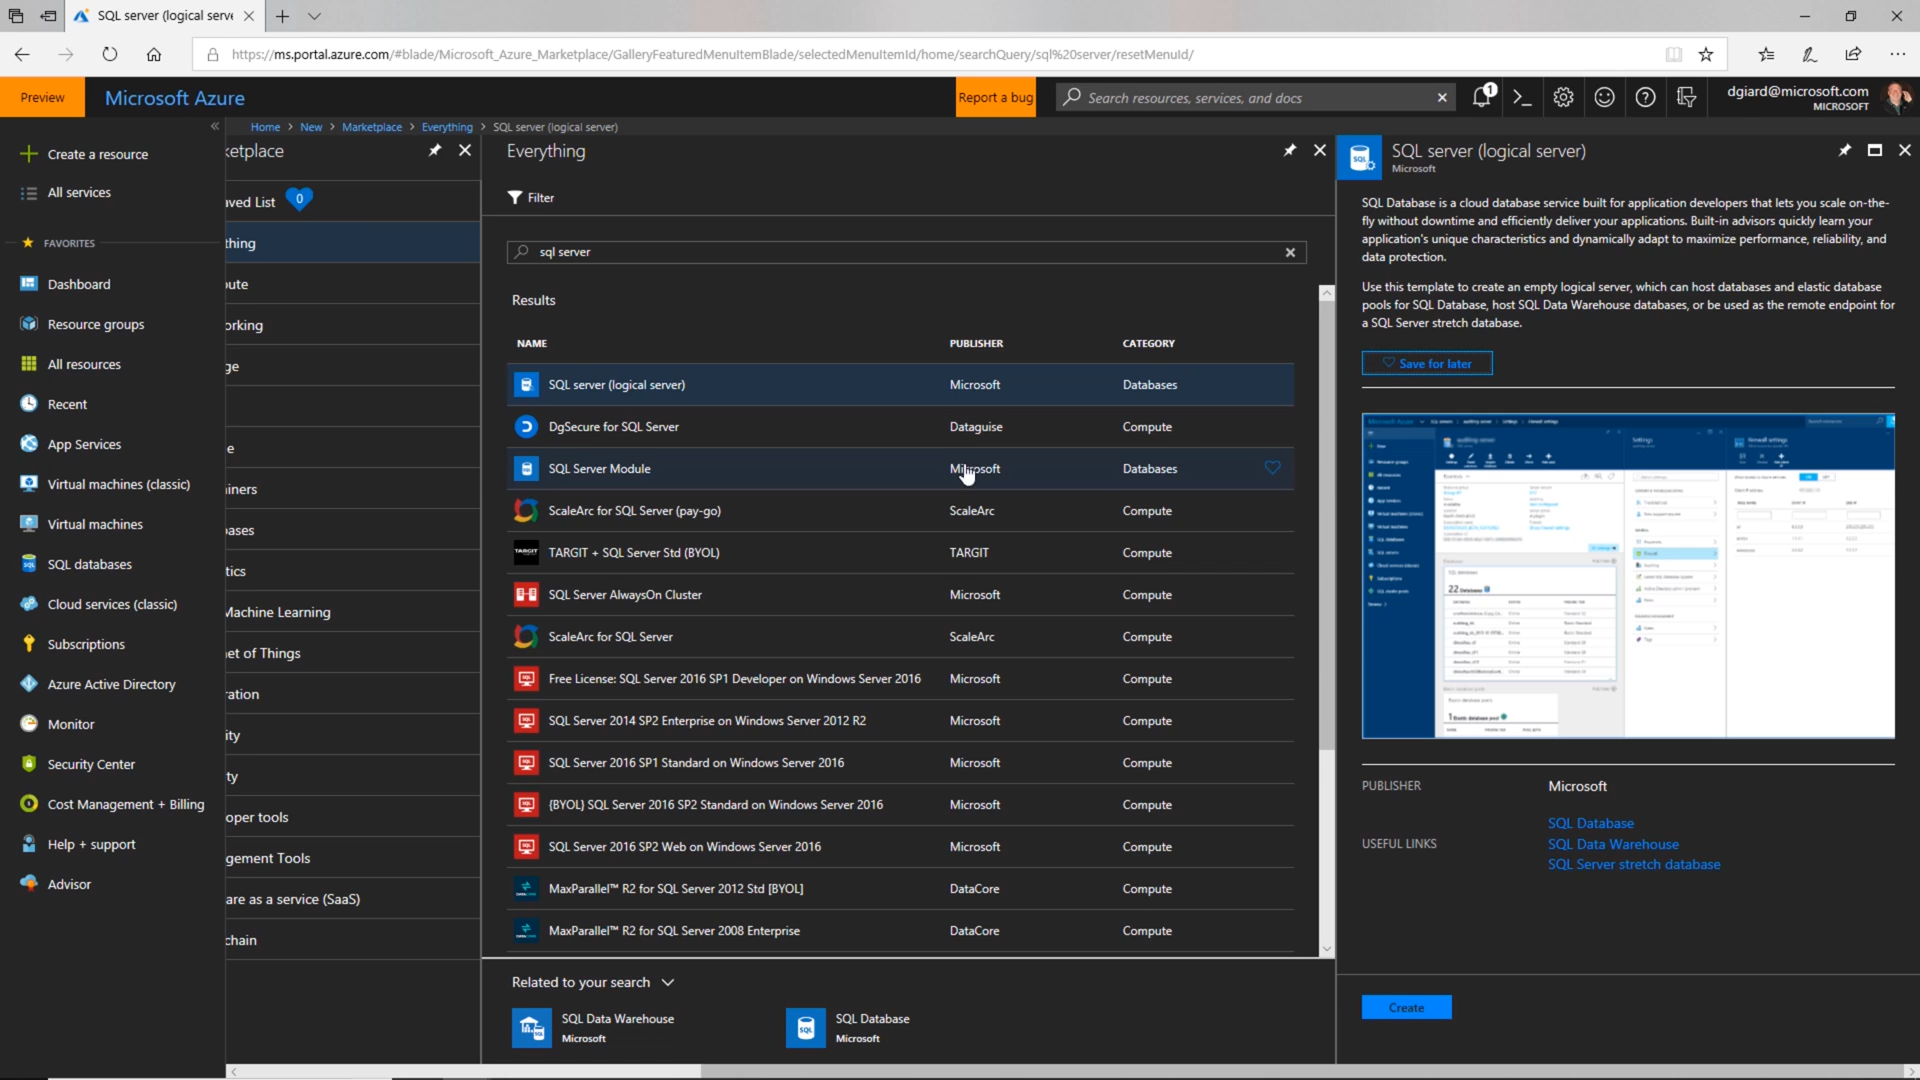 SQL server (logical serve
https://ms.portal.azure.com/#blade/Microsoft_Azure_Marketplace/GalleryFeaturedMenuItemBlade/selectedMenuItemId/home/searchQuery/sql%20server/resetMenuId/
Preview
Microsoft Azure
Report a bug
Search resources, services, and docs
1
dgiard@microsoft.com
MICROSOFT
Home > New > Marketplace > Everything > SQL server (logical server)
Create a resource
All services
FAVORITES
Dashboard
Resource groups
All resources
Recent
App Services
Virtual machines (classic)
Virtual machines
SQL databases
Cloud services (classic)
Subscriptions
Azure Active Directory
Monitor
Security Center
Cost Management + Billing
Help + support
Advisor
ketplace
aved List 0
thing
ute
orking
ge
e
iners
bases
tics
Machine Learning
et of Things
ration
ity
ty
oper tools
gement Tools
are as a service (SaaS)
chain
Everything
Filter
sql server
Results
NAME PUBLISHER CATEGORY
SQL server (logical server) Microsoft Databases
DgSecure for SQL Server Dataguise Compute
SQL Server Module Microsoft Databases
ScaleArc for SQL Server (pay-go) ScaleArc Compute
TARGIT TARGIT + SQL Server Std (BYOL) TARGIT Compute
SQL Server AlwaysOn Cluster Microsoft Compute
ScaleArc for SQL Server ScaleArc Compute
Free License: SQL Server 2016 SP1 Developer on Windows Server 2016 Microsoft Compute
SQL Server 2014 SP2 Enterprise on Windows Server 2012 R2 Microsoft Compute
SQL Server 2016 SP1 Standard on Windows Server 2016 Microsoft Compute
{BYOL} SQL Server 2016 SP2 Standard on Windows Server 2016 Microsoft Compute
SQL Server 2016 SP2 Web on Windows Server 2016 Microsoft Compute
MaxParallel™ R2 for SQL Server 2012 Std [BYOL] DataCore Compute
MaxParallel™ R2 for SQL Server 2008 Enterprise DataCore Compute
Related to your search
SQL Data Warehouse
Microsoft
SQL
SQL Database
Microsoft
SQL
SQL server (logical server)
Microsoft
SQL Database is a cloud database service built for application developers that lets you scale on-the-
fly without downtime and efficiently deliver your applications. Built-in advisors quickly learn your
application's unique characteristics and dynamically adapt to maximize performance, reliability, and
data protection.
Use this template to create an empty logical server, which can host databases and elastic database
pools for SQL Database, host SQL Data Warehouse databases, or be used as the remote endpoint for
a SQL Server stretch database.
Save for later
22 Databases
PUBLISHER Microsoft
USEFUL LINKS
SQL Database
SQL Data Warehouse
SQL Server stretch database
Create